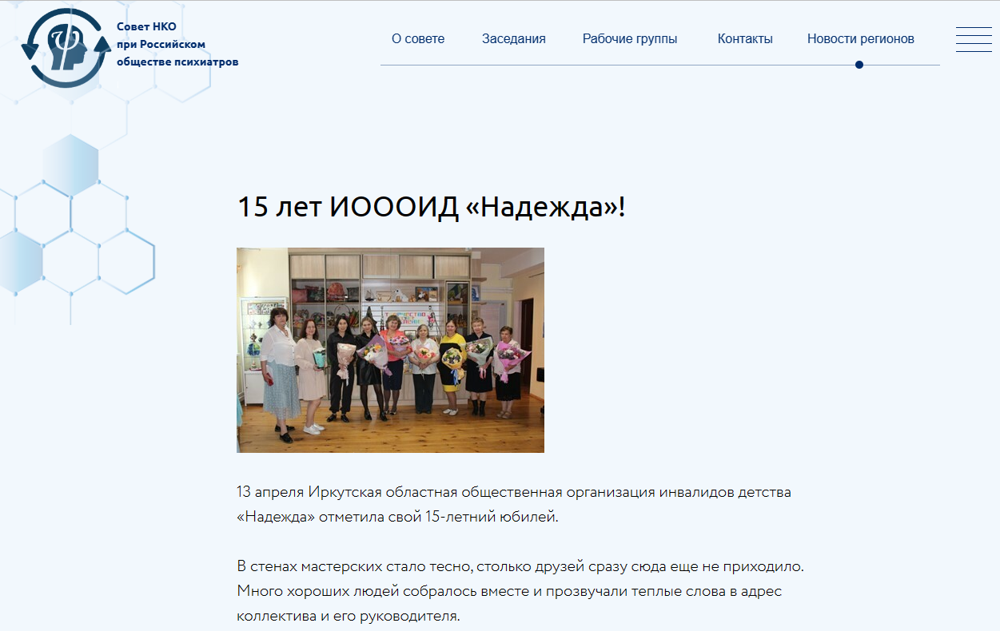 Совет НКО
при Российском
обществе психиатров
О совете
Заседания
Рабочие группы
Контакты
Новости регионов
15 лет ИОООИД «Надежда»!
13 апреля Иркутская областная общественная организация инвалидов детства
«Надежда» отметила свой 15-летний юбилей.
В стенах мастерских стало тесно, столько друзей сразу сюда еще не приходило.
Много хороших людей собралось вместе и прозвучали теплые слова в адрес
коллектива и его руководителя.